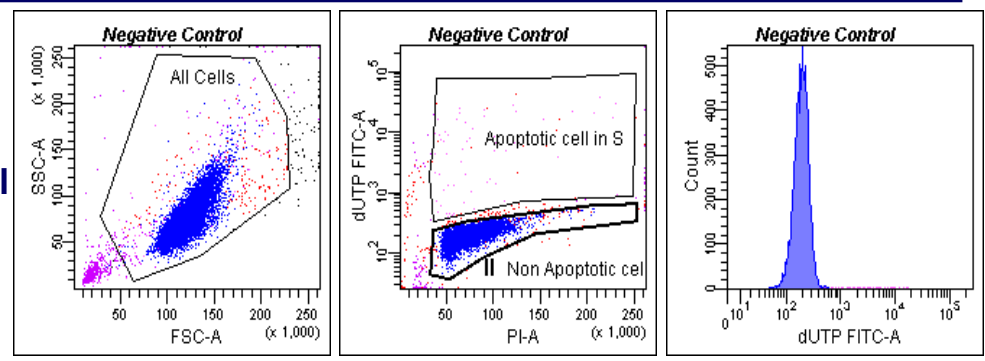 Negative Control
(x 1,000)
SSC-A
250
200
150
100
50
All Cells
50 100 150 200 250
FSC-A (x 1,000)
Negative Control
dUTP FITC-A
10^5
10^4
10^3
10^2
Apoptotic cell in S
II Non Apoptotic cel
50 100 150 200 250
PI-A (x 1,000)
Negative Control
Count
500
400
300
200
100
0
0 10^1 10^2 10^3 10^4 10^5
dUTP FITC-A